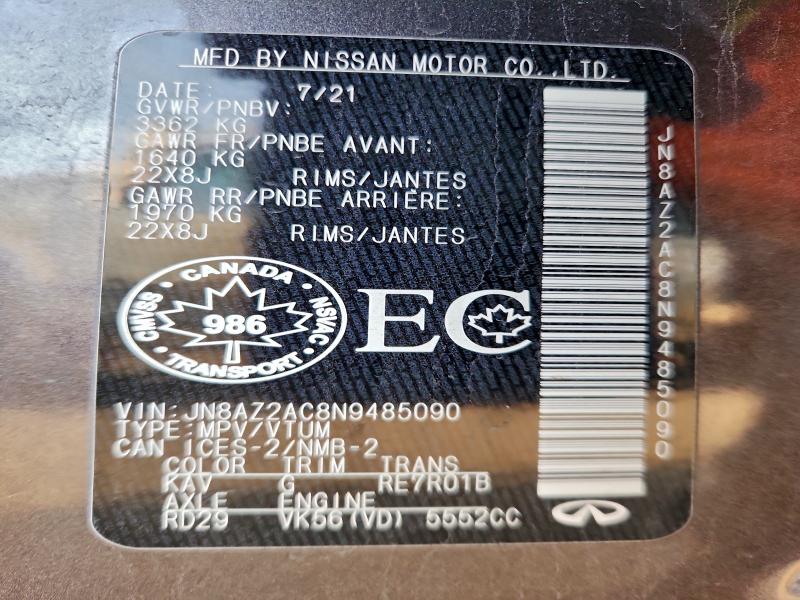 MFD BY NISSAN MOTOR CO.,LTD.
DATE: 7/21
GVWR/PNBV:
3362 KG
GAWR FR/PNBE AVANT:
1640 KG
22X8J RIMS/JANTES
GAWR RR/PNBE ARRIÈRE:
1970 KG
22X8J RIMS/JANTES
CANADA
CMVSS 986 NSVAC
TRANSPORT
EC
VIN:JN8AZ2AC8N9485090
TYPE:MPV/VTUM
CAN ICES-2/NMB-2
COLOR TRIM TRANS
KAV G RE7R01B
AXLE ENGINE
RD29 VK56(VD) 5552CC
JN8AZ2AC8N9485090